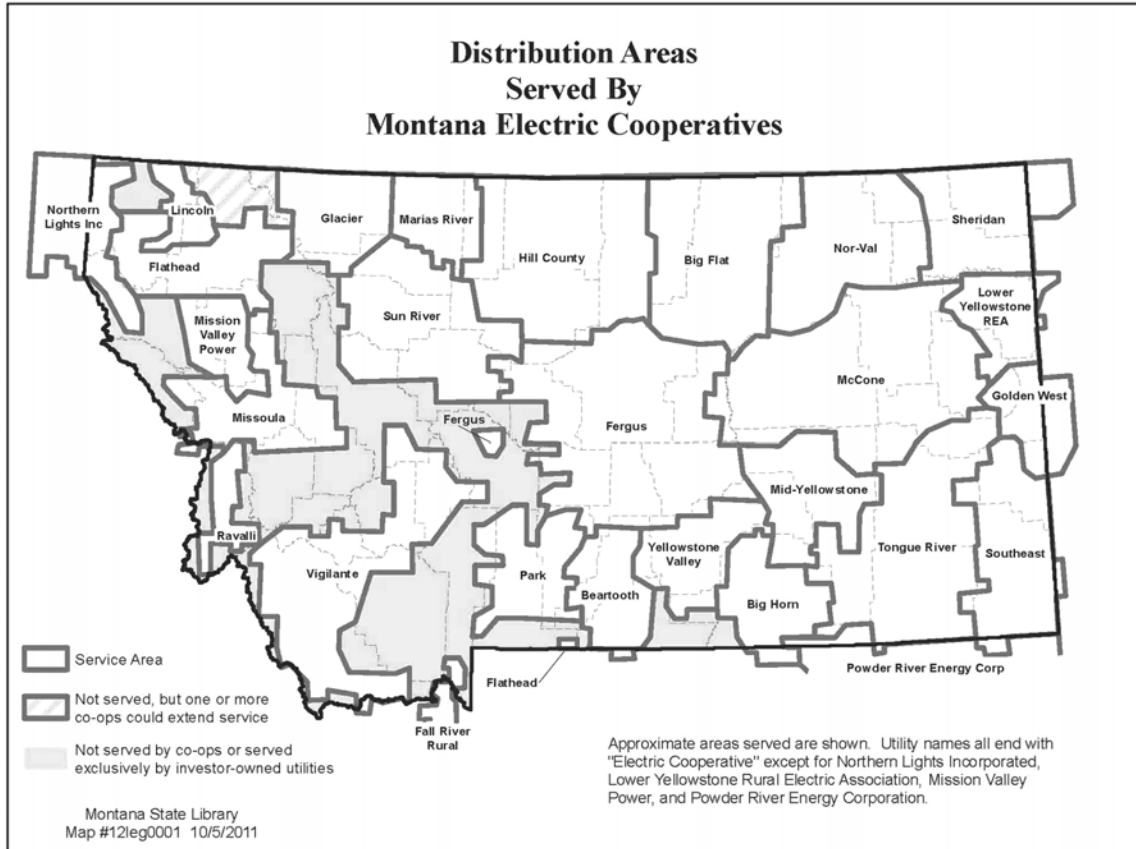 Distribution Areas
Served By
Montana Electric Cooperatives
Northern
Lights Inc
Lincoln
Flathead
Glacier
Marias River
Hill County
Big Flat
Nor-Val
Sheridan
Mission
Valley
Power
Sun River
Lower
Yellowstone
REA
McCone
Golden West
Missoula
Fergus
Fergus
Mid-Yellowstone
Ravalli
Vigilante
Park
Beartooth
Yellowstone
Valley
Big Horn
Tongue River
Southeast
Flathead
Powder River Energy Corp
Fall River
Rural
Service Area
Not served, but one or more
co-ops could extend service
Not served by co-ops or served
exclusively by investor-owned utilities
Approximate areas served are shown. Utility names all end with
"Electric Cooperative" except for Northern Lights Incorporated,
Lower Yellowstone Rural Electric Association, Mission Valley
Power, and Powder River Energy Corporation.
Montana State Library
Map #12leg0001 10/5/2011